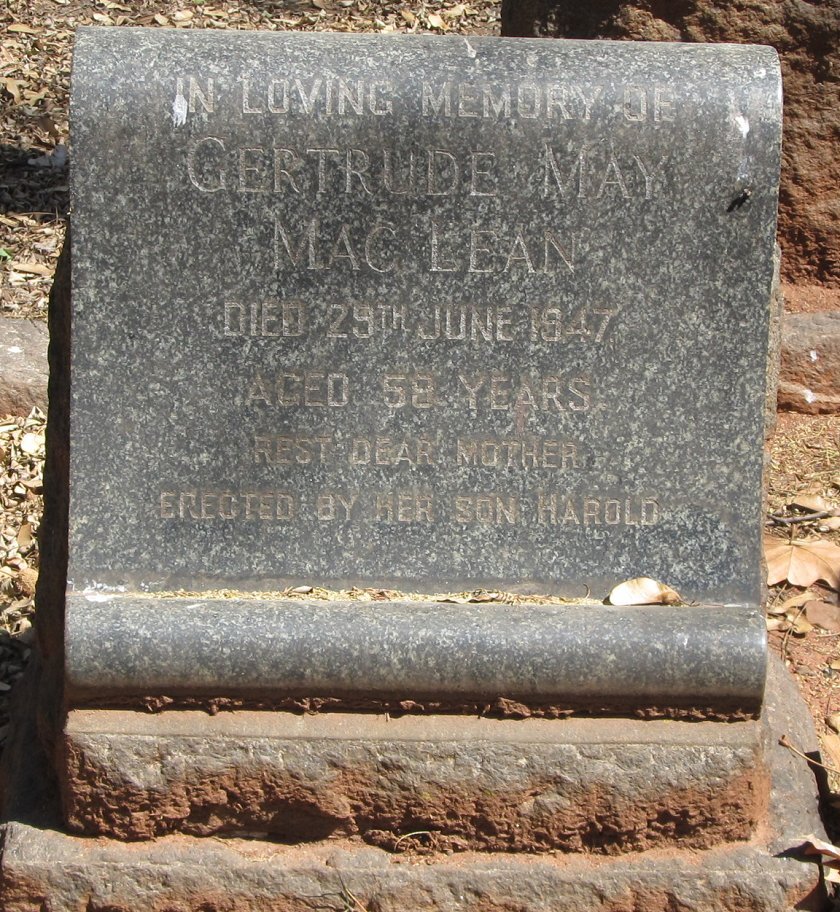 IN LOVING MEMORY OF
GERTRUDE MAY
MAC LEAN
DIED 29TH JUNE 1947
AGED 58 YEARS.
REST DEAR MOTHER
ERECTED BY HER SON HAROLD